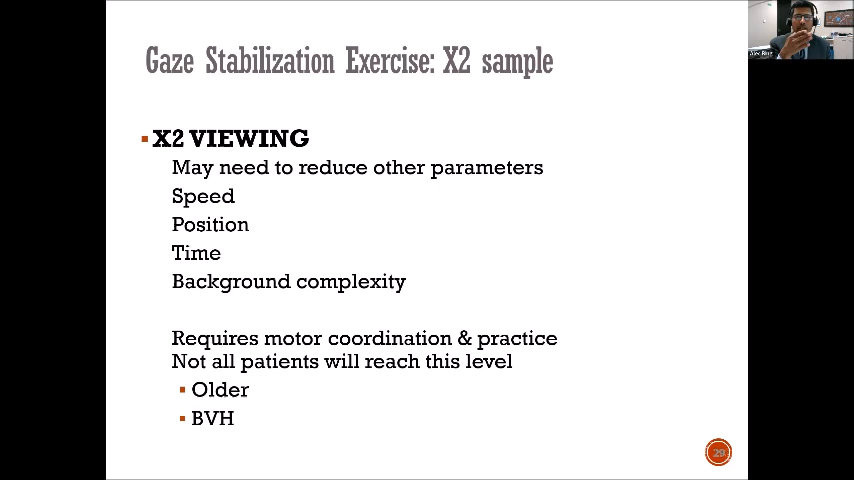 Gaze Stabilization Exercise: X2 sample
X2 VIEWING
May need to reduce other parameters
Speed
Position
Time
Background complexity
Requires motor coordination & practice
Not all patients will reach this level
Older
BVH
29